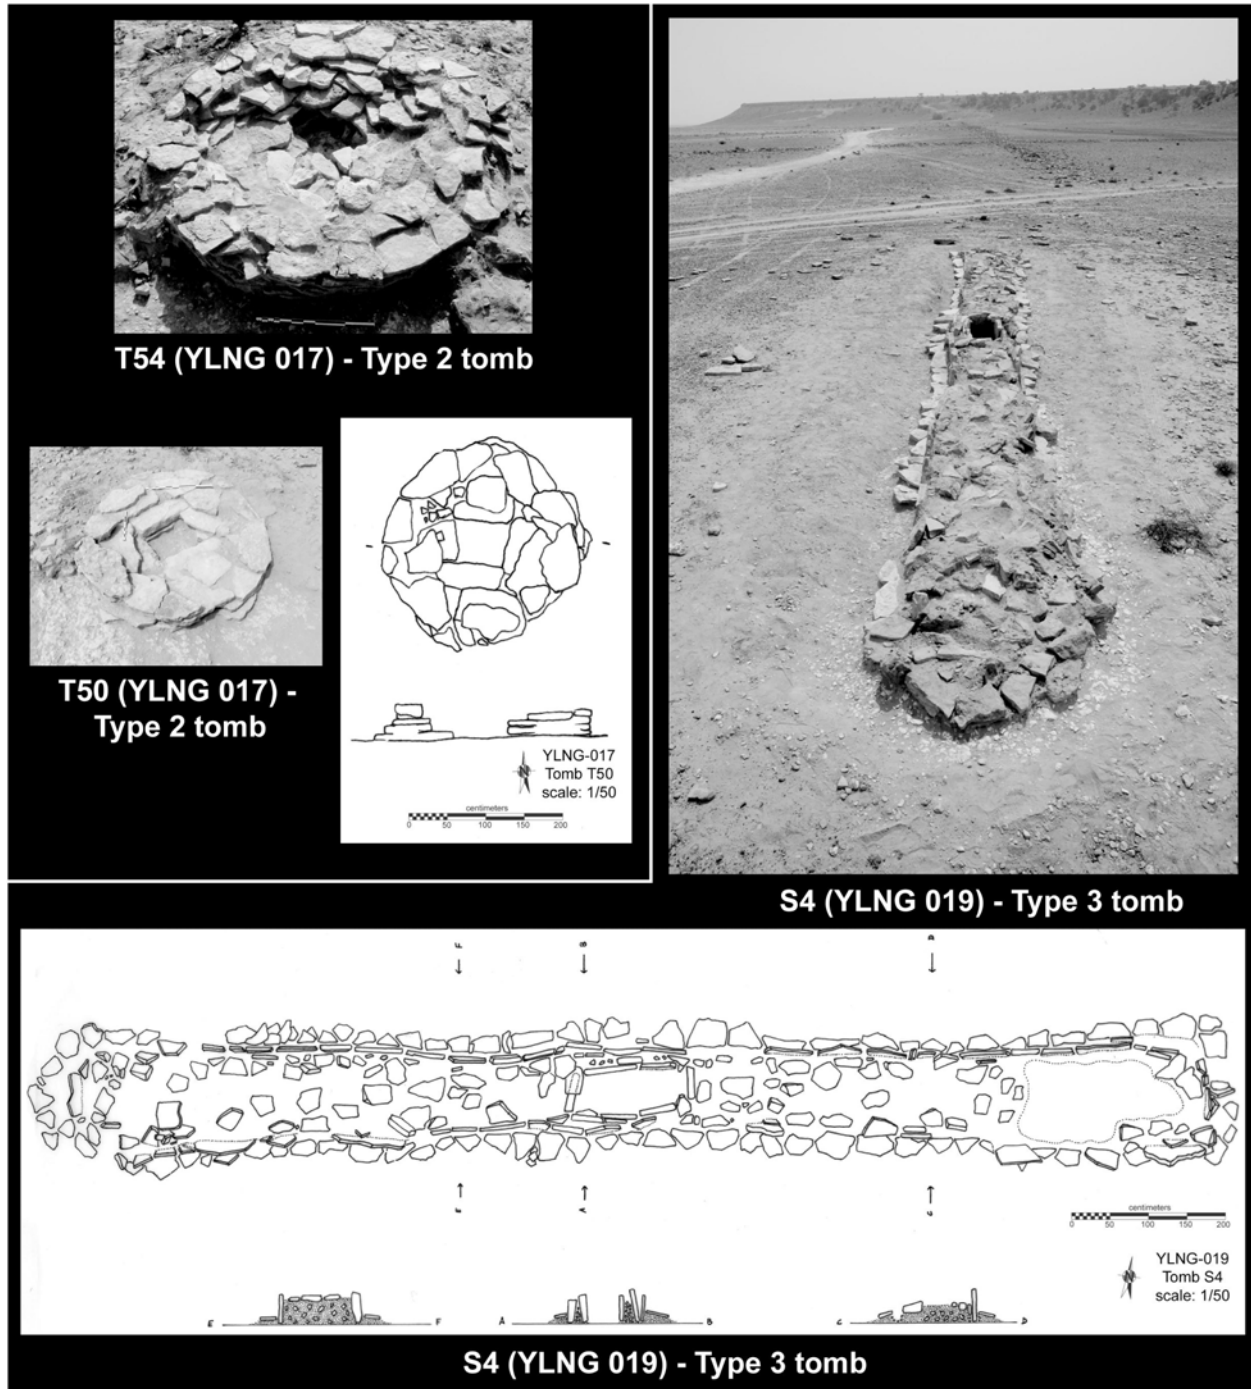 T54 (YLNG 017) - Type 2 tomb
T50 (YLNG 017) -
Type 2 tomb
N
YLNG-017
Tomb T50
scale: 1/50
centimeters
0 50 100 150 200
S4 (YLNG 019) - Type 3 tomb
F B D
E A C
centimeters
0 50 100 150 200
N
YLNG-019
Tomb S4
scale: 1/50
E F A B C D
S4 (YLNG 019) - Type 3 tomb